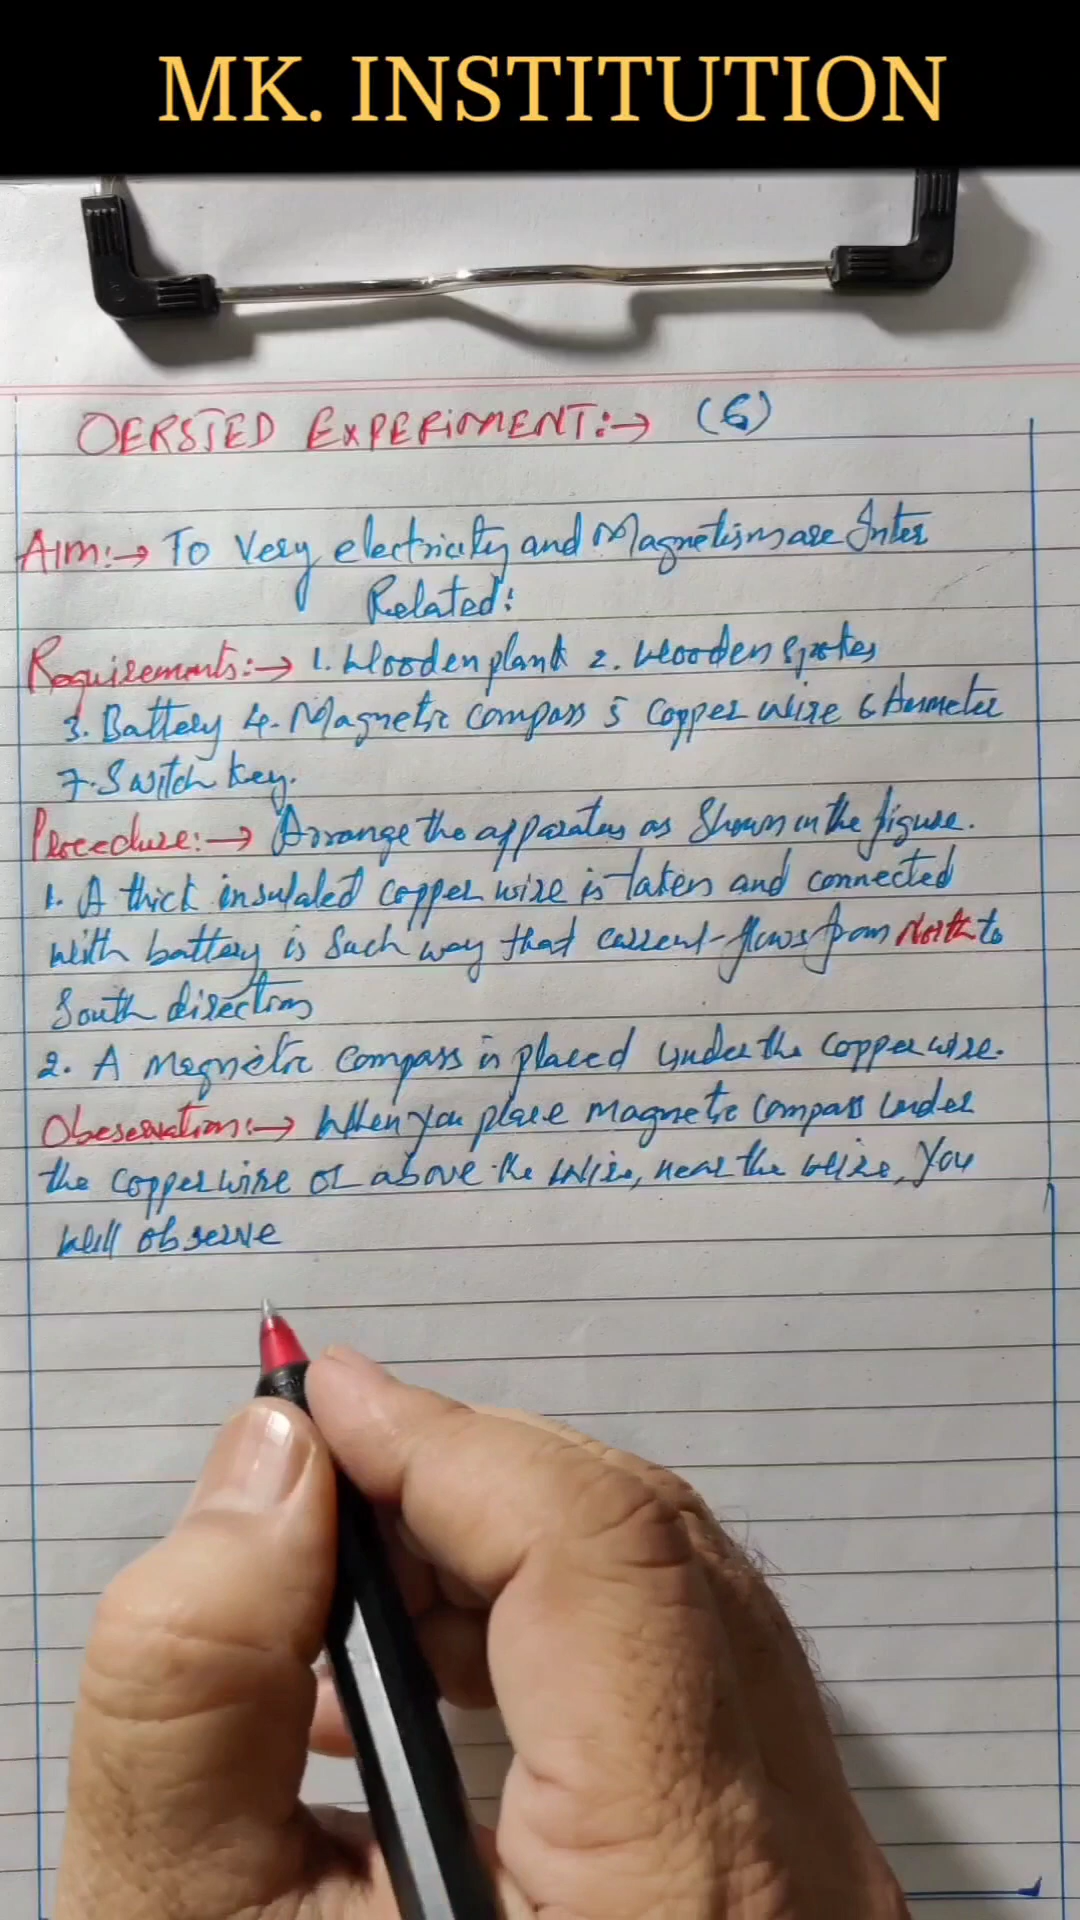 MK. INSTITUTION
OERSTED EXPERIMENT:→ (6)
AIM:→ To Very electricity and Magnetism are Inter
Related:
Requirements:→ 1. Wooden plank 2. Wooden spokes
3. Battery 4. Magnetic compass 5 Copper wire 6 Ammeter
7. Switch key.
Procedure:→ Arrange the apparatus as Shown in the figure.
1. A thick insulated copper wire is taken and connected
with battery is Such way that current flows from North to
South direction
2. A Magnetic Compass is placed under the Copper wire.
Observation:→ When you place magnetic compass under
the copper wire or above the wire, near the wire, You
will observe